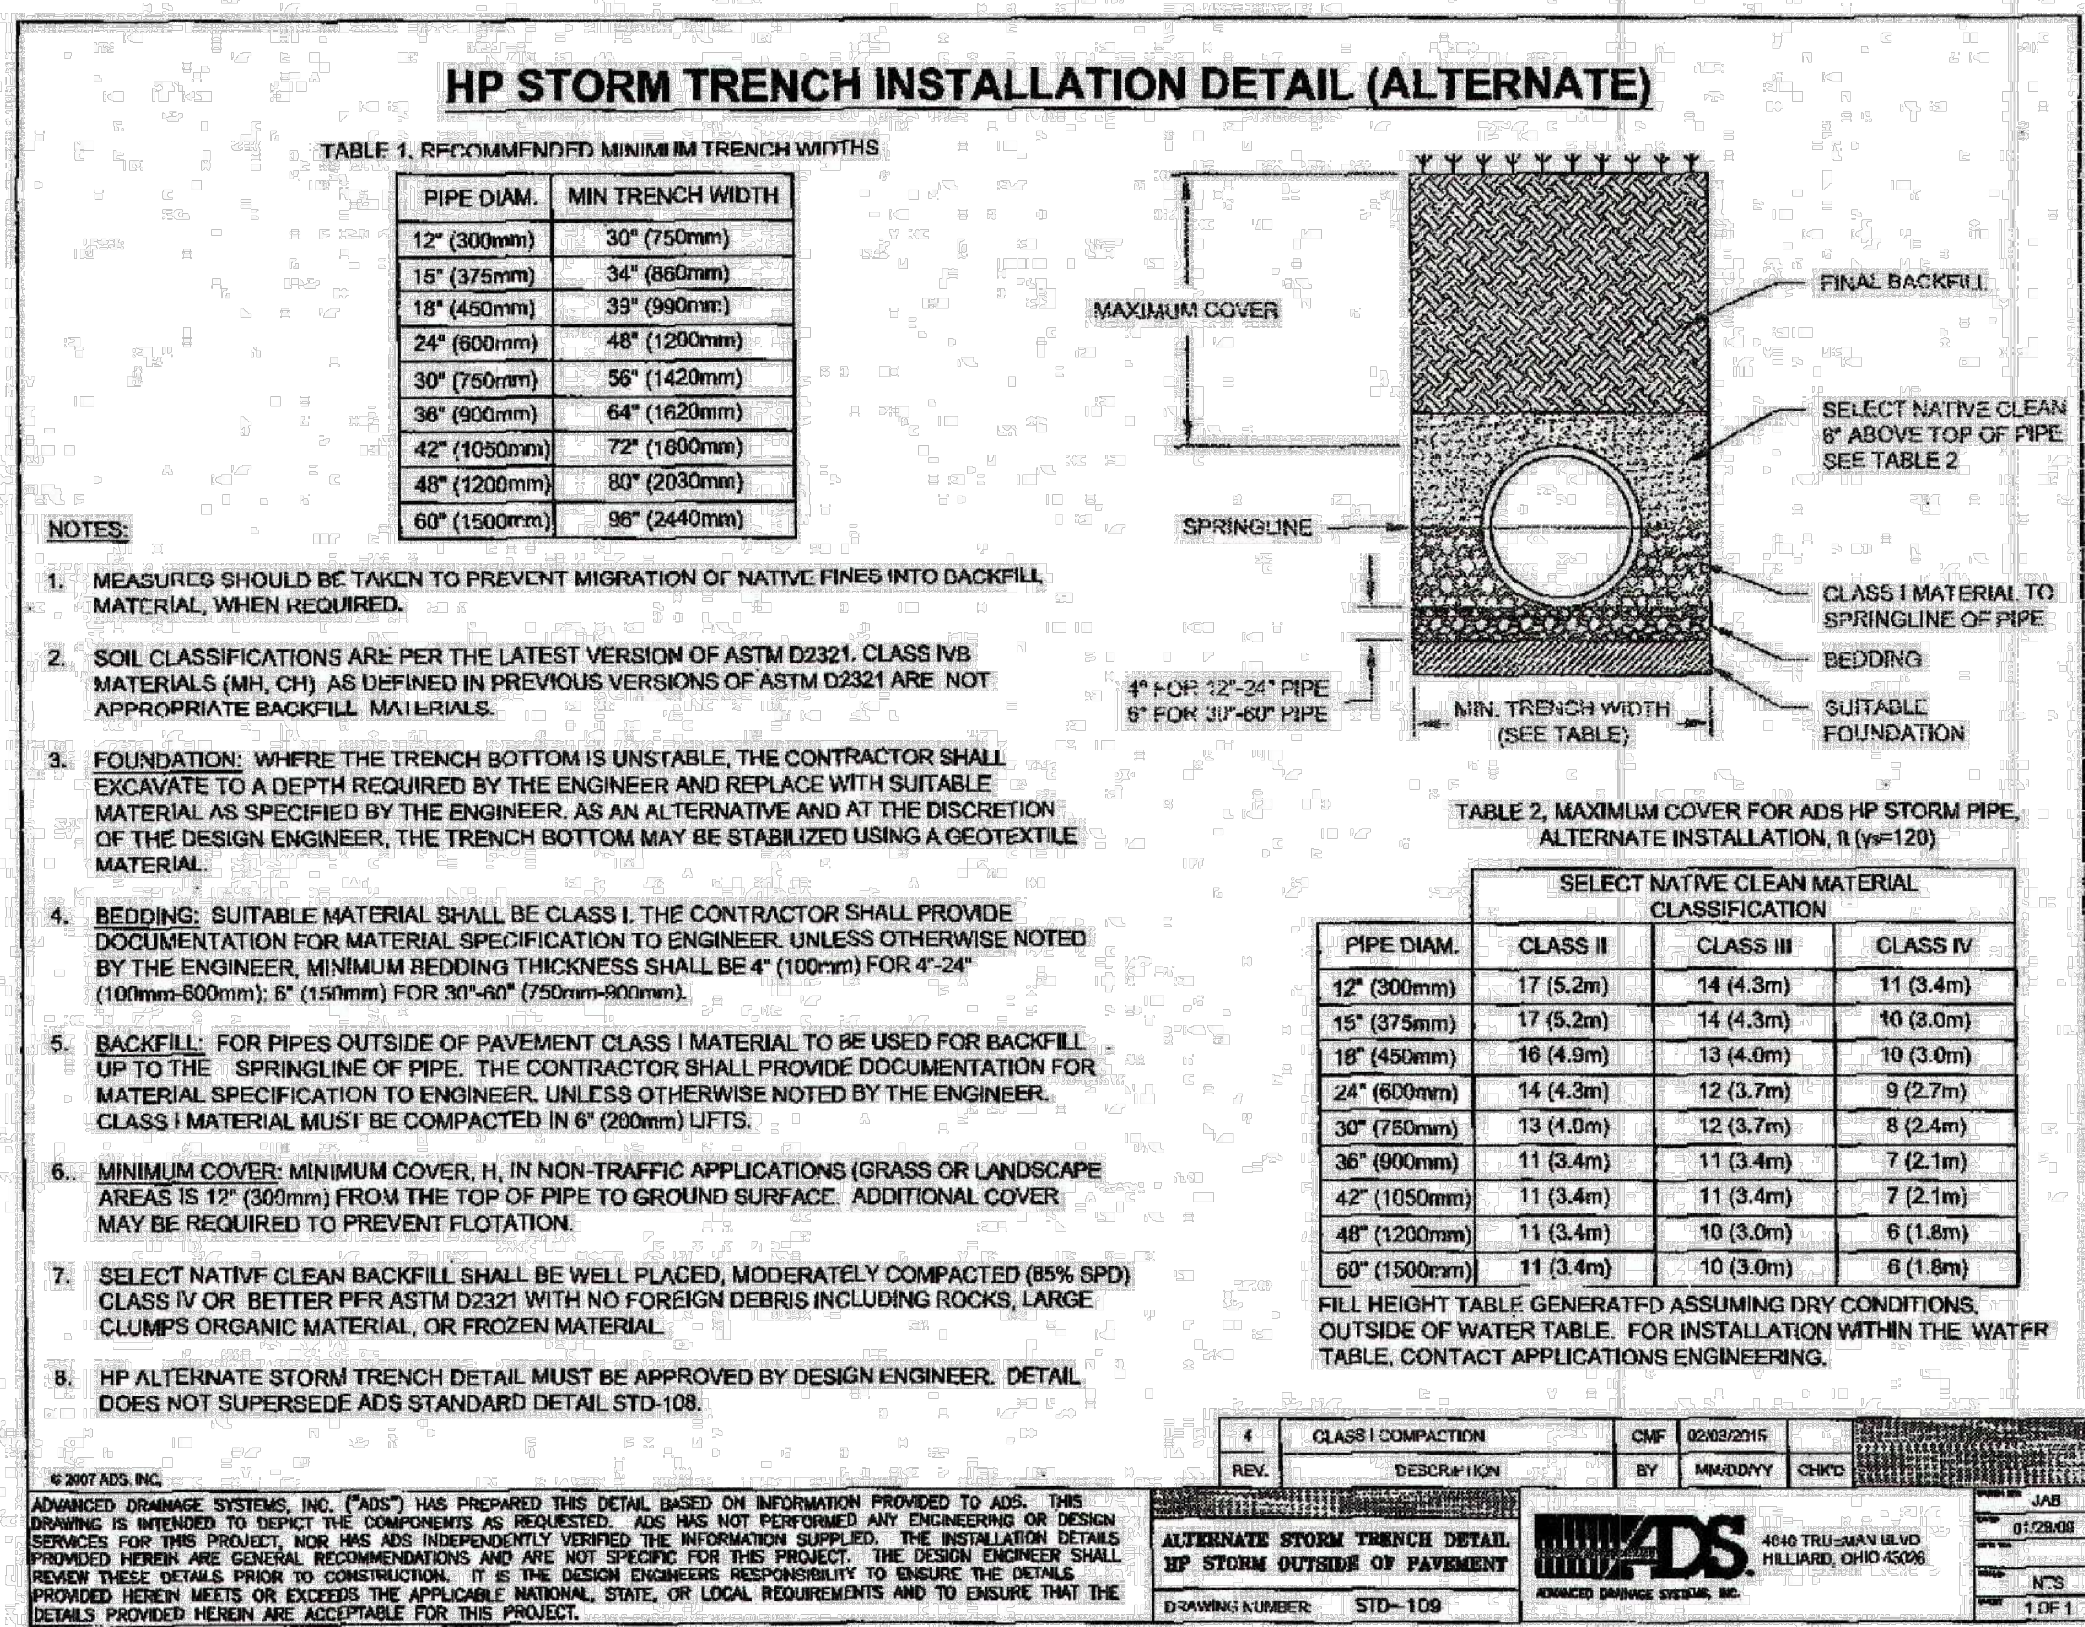 HP STORM TRENCH INSTALLATION DETAIL (ALTERNATE)
TABLE 1, RECOMMENDED MINIMUM TRENCH WIDTHS
PIPE DIAM. MIN TRENCH WIDTH
12" (300mm) 30" (750mm)
15" (375mm) 34" (860mm)
18" (450mm) 39" (990mm)
24" (600mm) 48" (1200mm)
30" (750mm) 56" (1420mm)
36" (900mm) 64" (1620mm)
42" (1050mm) 72" (1800mm)
48" (1200mm) 80" (2030mm)
60" (1500mm) 96" (2440mm)
NOTES:
1. MEASURES SHOULD BE TAKEN TO PREVENT MIGRATION OF NATIVE FINES INTO BACKFILL
MATERIAL, WHEN REQUIRED.
2. SOIL CLASSIFICATIONS ARE PER THE LATEST VERSION OF ASTM D2321. CLASS IVB
MATERIALS (MH, CH) AS DEFINED IN PREVIOUS VERSIONS OF ASTM D2321 ARE NOT
APPROPRIATE BACKFILL MATERIALS.
3. FOUNDATION: WHERE THE TRENCH BOTTOM IS UNSTABLE, THE CONTRACTOR SHALL
EXCAVATE TO A DEPTH REQUIRED BY THE ENGINEER AND REPLACE WITH SUITABLE
MATERIAL AS SPECIFIED BY THE ENGINEER. AS AN ALTERNATIVE AND AT THE DISCRETION
OF THE DESIGN ENGINEER, THE TRENCH BOTTOM MAY BE STABILIZED USING A GEOTEXTILE
MATERIAL.
4. BEDDING: SUITABLE MATERIAL SHALL BE CLASS I. THE CONTRACTOR SHALL PROVIDE
DOCUMENTATION FOR MATERIAL SPECIFICATION TO ENGINEER. UNLESS OTHERWISE NOTED
BY THE ENGINEER, MINIMUM BEDDING THICKNESS SHALL BE 4" (100mm) FOR 4"-24"
(100mm-600mm); 6" (150mm) FOR 30"-60" (750mm-900mm).
5. BACKFILL: FOR PIPES OUTSIDE OF PAVEMENT CLASS I MATERIAL TO BE USED FOR BACKFILL
UP TO THE SPRINGLINE OF PIPE. THE CONTRACTOR SHALL PROVIDE DOCUMENTATION FOR
MATERIAL SPECIFICATION TO ENGINEER. UNLESS OTHERWISE NOTED BY THE ENGINEER.
CLASS I MATERIAL MUST BE COMPACTED IN 6" (200mm) LIFTS.
6. MINIMUM COVER: MINIMUM COVER, H, IN NON-TRAFFIC APPLICATIONS (GRASS OR LANDSCAPE
AREAS IS 12" (300mm) FROM THE TOP OF PIPE TO GROUND SURFACE. ADDITIONAL COVER
MAY BE REQUIRED TO PREVENT FLOTATION.
7. SELECT NATIVE CLEAN BACKFILL SHALL BE WELL PLACED, MODERATELY COMPACTED (85% SPD)
CLASS IV OR BETTER PER ASTM D2321 WITH NO FOREIGN DEBRIS INCLUDING ROCKS, LARGE
CLUMPS ORGANIC MATERIAL, OR FROZEN MATERIAL
8. HP ALTERNATE STORM TRENCH DETAIL MUST BE APPROVED BY DESIGN ENGINEER. DETAIL
DOES NOT SUPERSEDE ADS STANDARD DETAIL STD-108.
MAXIMUM COVER
FINAL BACKFILL
SELECT NATIVE CLEAN
6" ABOVE TOP OF PIPE
SEE TABLE 2
SPRINGLINE
CLASS I MATERIAL TO
SPRINGLINE OF PIPE
BEDDING
4" FOR 12"-24" PIPE
6" FOR 30"-60" PIPE
MIN. TRENCH WIDTH
(SEE TABLE)
SUITABLE
FOUNDATION
TABLE 2, MAXIMUM COVER FOR ADS HP STORM PIPE,
ALTERNATE INSTALLATION, ft (γs=120)
SELECT NATIVE CLEAN MATERIAL
CLASSIFICATION
PIPE DIAM. CLASS II CLASS III CLASS IV
12" (300mm) 17 (5.2m) 14 (4.3m) 11 (3.4m)
15" (375mm) 17 (5.2m) 14 (4.3m) 10 (3.0m)
18" (450mm) 16 (4.9m) 13 (4.0m) 10 (3.0m)
24" (600mm) 14 (4.3m) 12 (3.7m) 9 (2.7m)
30" (750mm) 13 (4.0m) 12 (3.7m) 8 (2.4m)
36" (900mm) 11 (3.4m) 11 (3.4m) 7 (2.1m)
42" (1050mm) 11 (3.4m) 11 (3.4m) 7 (2.1m)
48" (1200mm) 11 (3.4m) 10 (3.0m) 6 (1.8m)
60" (1500mm) 11 (3.4m) 10 (3.0m) 6 (1.8m)
FILL HEIGHT TABLE GENERATED ASSUMING DRY CONDITIONS,
OUTSIDE OF WATER TABLE. FOR INSTALLATION WITHIN THE WATER
TABLE, CONTACT APPLICATIONS ENGINEERING.
4 CLASS I COMPACTION CMF 02/03/2015
REV. DESCRIPTION BY MM/DD/YY CHK'D
© 2007 ADS, INC.
ADVANCED DRAINAGE SYSTEMS, INC. ("ADS") HAS PREPARED THIS DETAIL BASED ON INFORMATION PROVIDED TO ADS. THIS
DRAWING IS INTENDED TO DEPICT THE COMPONENTS AS REQUESTED. ADS HAS NOT PERFORMED ANY ENGINEERING OR DESIGN
SERVICES FOR THIS PROJECT, NOR HAS ADS INDEPENDENTLY VERIFIED THE INFORMATION SUPPLIED. THE INSTALLATION DETAILS
PROVIDED HEREIN ARE GENERAL RECOMMENDATIONS AND ARE NOT SPECIFIC FOR THIS PROJECT. THE DESIGN ENGINEER SHALL
REVIEW THESE DETAILS PRIOR TO CONSTRUCTION. IT IS THE DESIGN ENGINEERS RESPONSIBILITY TO ENSURE THE DETAILS
PROVIDED HEREIN MEETS OR EXCEEDS THE APPLICABLE NATIONAL, STATE, OR LOCAL REQUIREMENTS AND TO ENSURE THAT THE
DETAILS PROVIDED HEREIN ARE ACCEPTABLE FOR THIS PROJECT.
ALTERNATE STORM TRENCH DETAIL
HP STORM OUTSIDE OF PAVEMENT
DRAWING NUMBER: STD-109
ADS
ADVANCED DRAINAGE SYSTEMS, INC.
4640 TRUEMAN BLVD
HILLIARD, OHIO 43026
JAB
NTS
1 OF 1